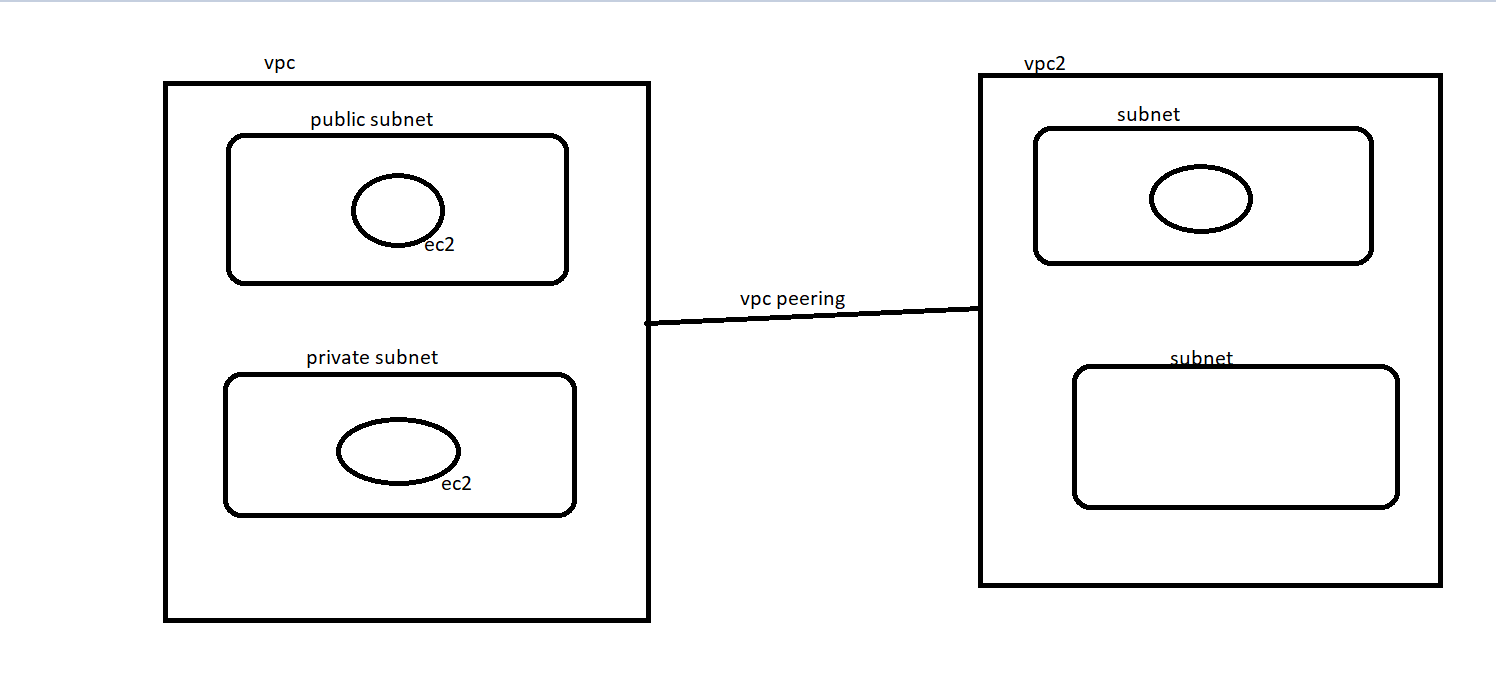 vpc
public subnet
ec2
private subnet
ec2
vpc peering
vpc2
subnet
subnet